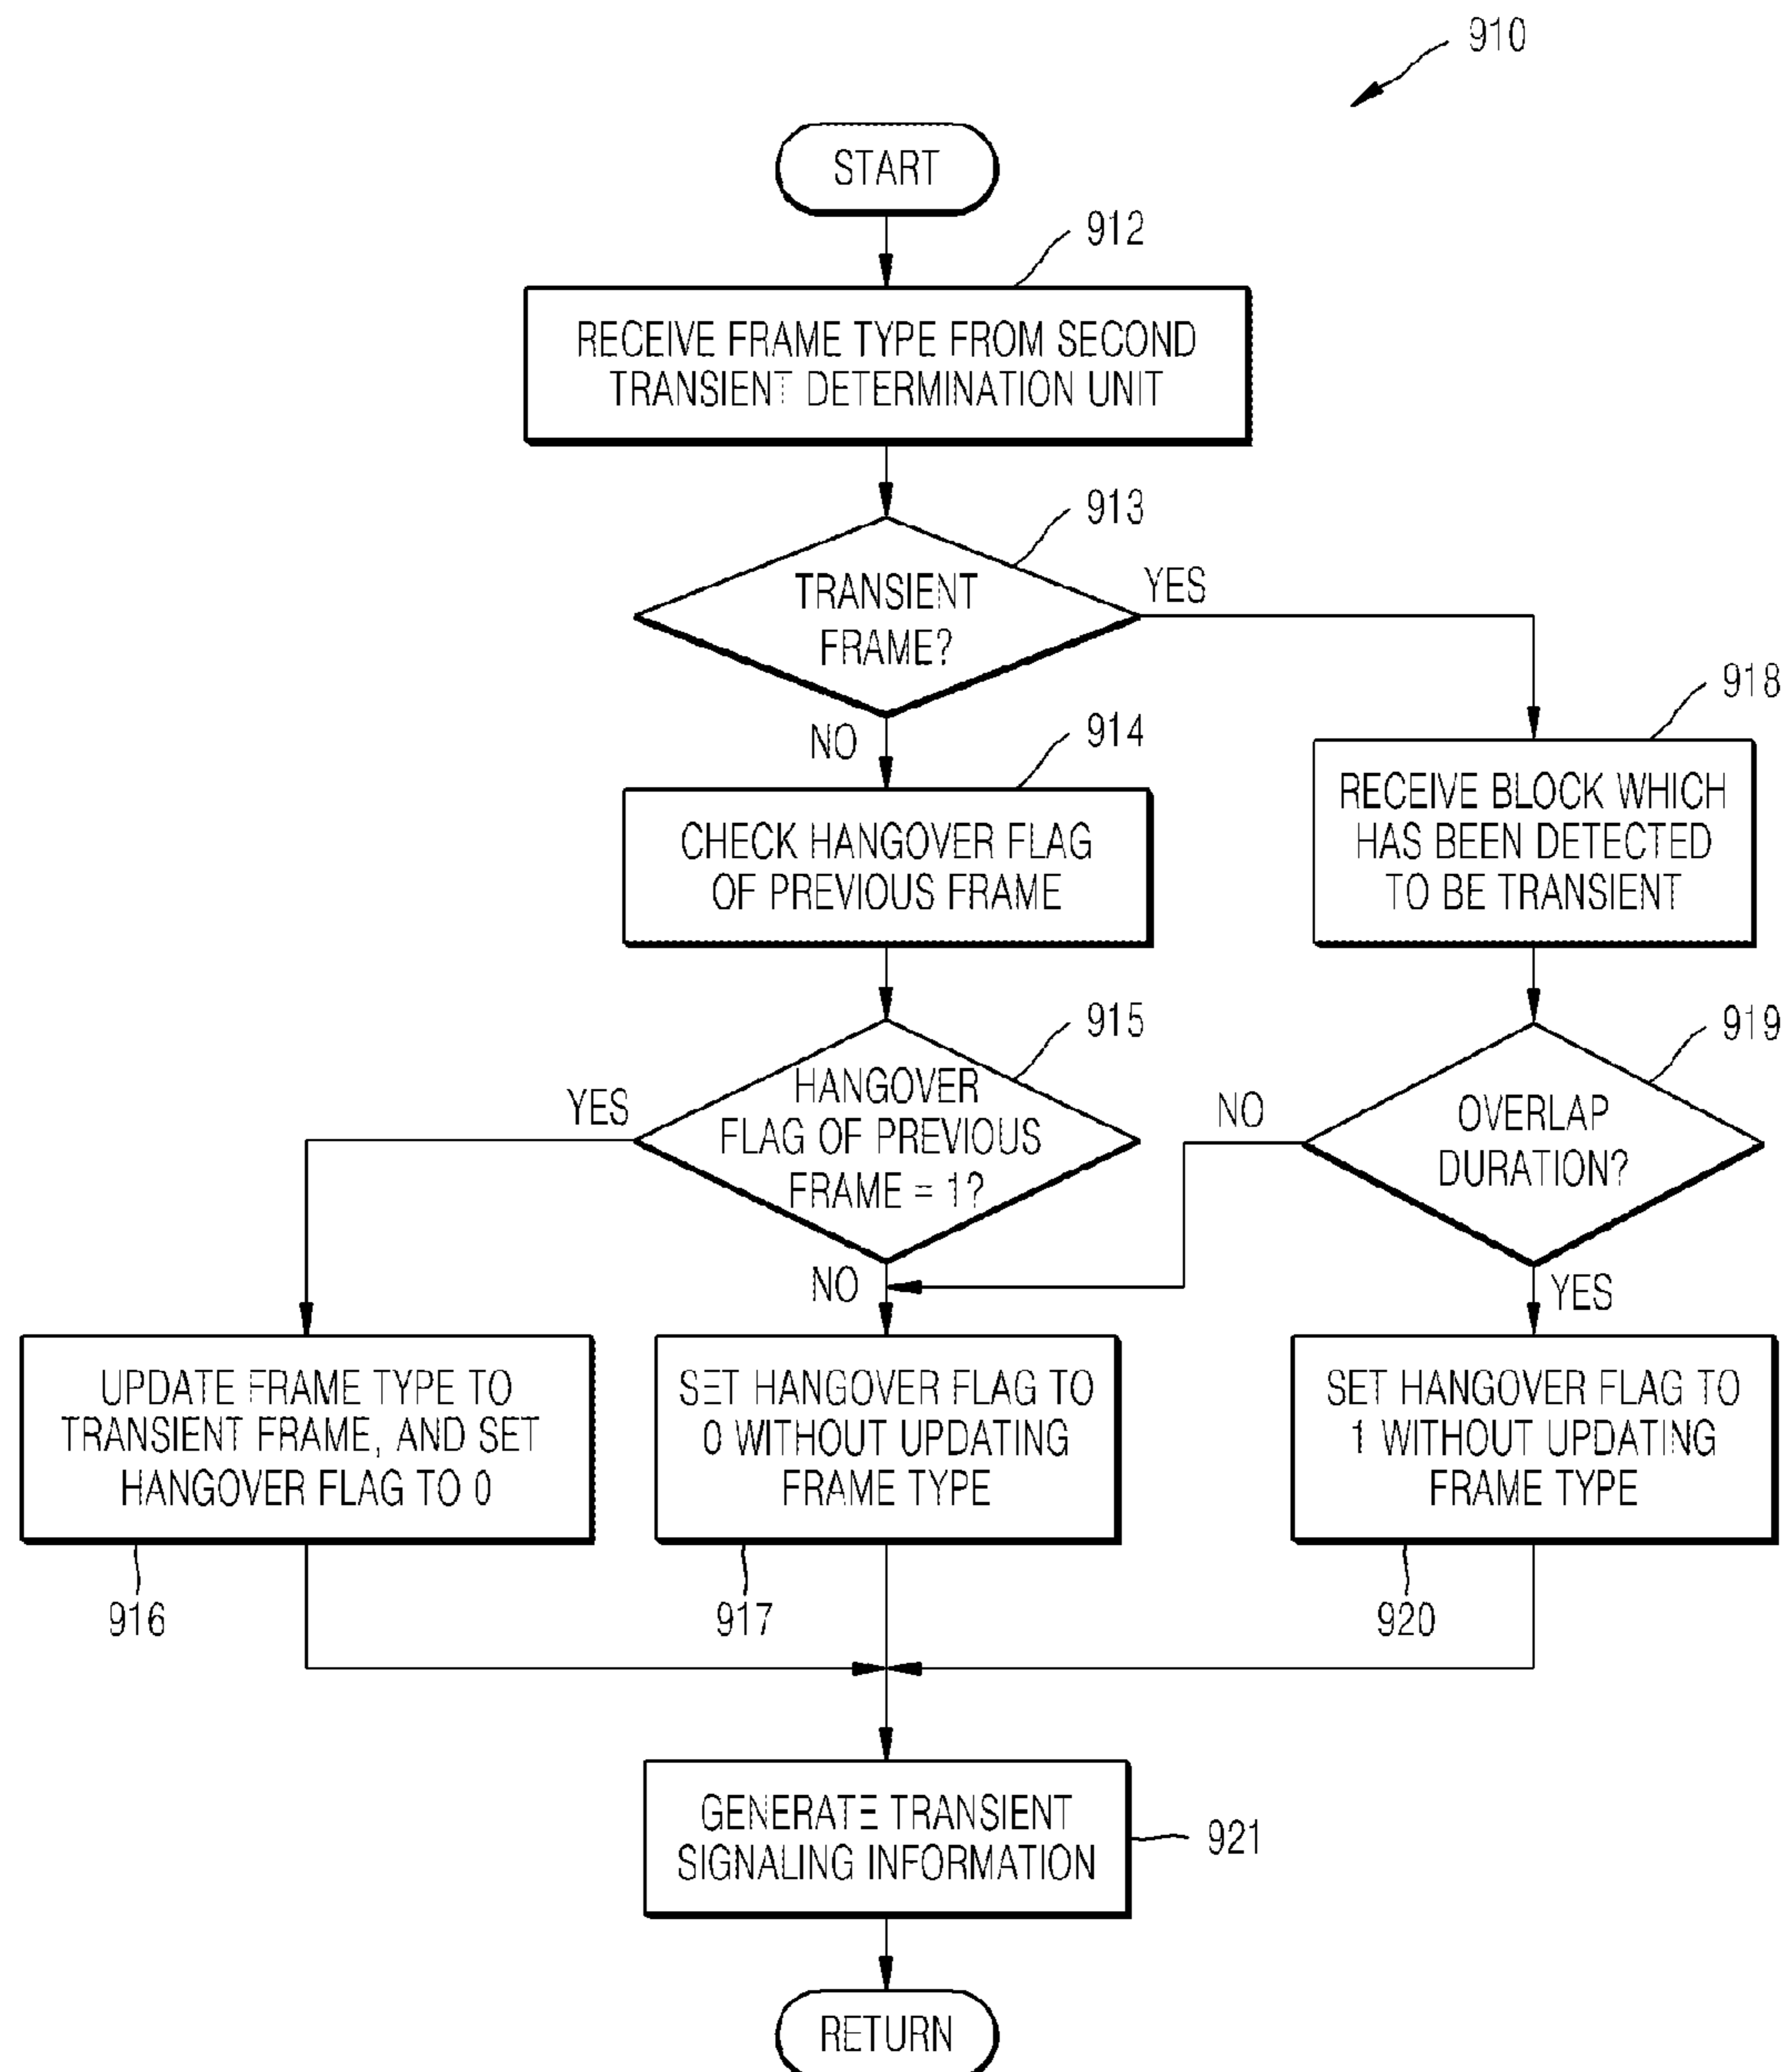 910
START
912
RECEIVE FRAME TYPE FROM SECOND
TRANSIENT DETERMINATION UNIT
913
TRANSIENT
FRAME?
YES
NO
918
RECEIVE BLOCK WHICH
HAS BEEN DETECTED
TO BE TRANSIENT
914
CHECK HANGOVER FLAG
OF PREVIOUS FRAME
915
HANGOVER
FLAG OF PREVIOUS
FRAME = 1?
YES
NO
919
OVERLAP
DURATION?
NO
YES
UPDATE FRAME TYPE TO
TRANSIENT FRAME, AND SET
HANGOVER FLAG TO 0
916
SET HANGOVER FLAG TO
0 WITHOUT UPDATING
FRAME TYPE
917
SET HANGOVER FLAG TO
1 WITHOUT UPDATING
FRAME TYPE
920
GENERATE TRANSIENT
SIGNALING INFORMATION
921
RETURN